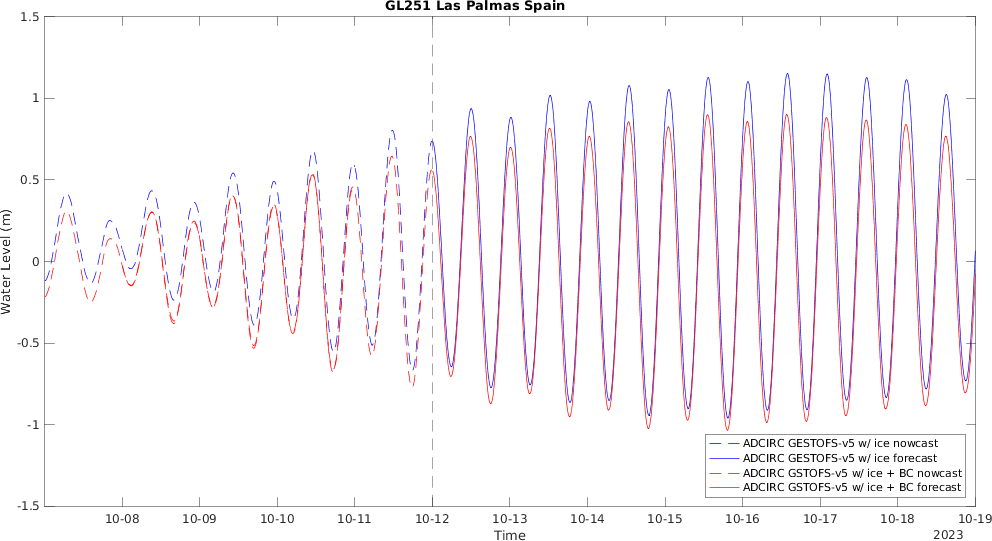 GL251 Las Palmas Spain
1.5
1
0.5
0
-0.5
-1
-1.5
Water Level (m)
ADCIRC GESTOFS-v5 w/ ice nowcast
ADCIRC GESTOFS-v5 w/ ice forecast
ADCIRC GSTOFS-v5 w/ ice + BC nowcast
ADCIRC GSTOFS-v5 w/ ice + BC forecast
10-08 10-09 10-10 10-11 10-12 10-13 10-14 10-15 10-16 10-17 10-18 10-19
Time
2023